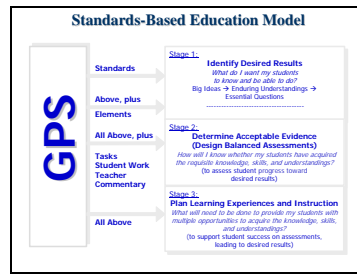 Standards-Based Education Model
GPS
Standards
Above, plus
Elements
All Above, plus
Tasks
Student Work
Teacher
Commentary
All Above
Stage 1:
Identify Desired Results
What do I want my students
to know and be able to do?
Big Ideas → Enduring Understandings →
Essential Questions
----------------------------------------
Stage 2:
Determine Acceptable Evidence
(Design Balanced Assessments)
How will I know whether my students have acquired
the requisite knowledge, skills, and understandings?
(to assess student progress toward
desired results)
Stage 3:
Plan Learning Experiences and Instruction
What will need to be done to provide my students with
multiple opportunities to acquire the knowledge, skills,
and understandings?
(to support student success on assessments,
leading to desired results)